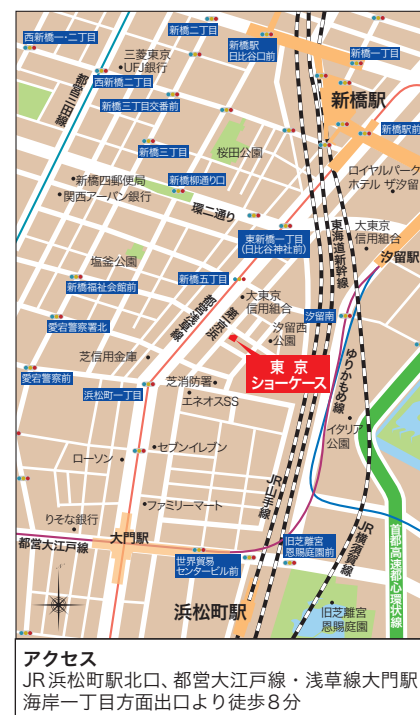 新橋二丁目
西新橋一・二丁目
新橋駅
日比谷口前
三菱東京
UFJ銀行
新橋一丁目
西新橋二丁目
都営三田線
新橋駅
新橋三丁目交番前
新橋駅前
新橋三丁目
桜田公園
ロイヤルパーク
ホテル ザ汐留
新橋四郵便局
新橋柳通り口
関西アーバン銀行
環二通り
東新橋一丁目
(日比谷神社前)
東海道新幹線
大東京
信用組合
汐留駅
塩釜公園
新橋福祉会館前
新橋五丁目
大東京
信用組合
第一京浜
都営浅草線
汐留南
愛宕警察署北
汐留西
公園
芝信用金庫
ゆりかもめ線
東京
ショーケース
愛宕警察前
浜松町一丁目
芝消防署
エネオスSS
イタリア
公園
セブンイレブン
ローソン
JR山手線
ファミリーマート
りそな銀行
JR横須賀線
首都高速都心環状線
都営大江戸線
大門駅
世界貿易
センタービル前
旧芝離宮
恩賜庭園前
浜松町駅
旧芝離宮
恩賜庭園
アクセス
JR浜松町駅北口、都営大江戸線・浅草線大門駅
海岸一丁目方面出口より徒歩8分